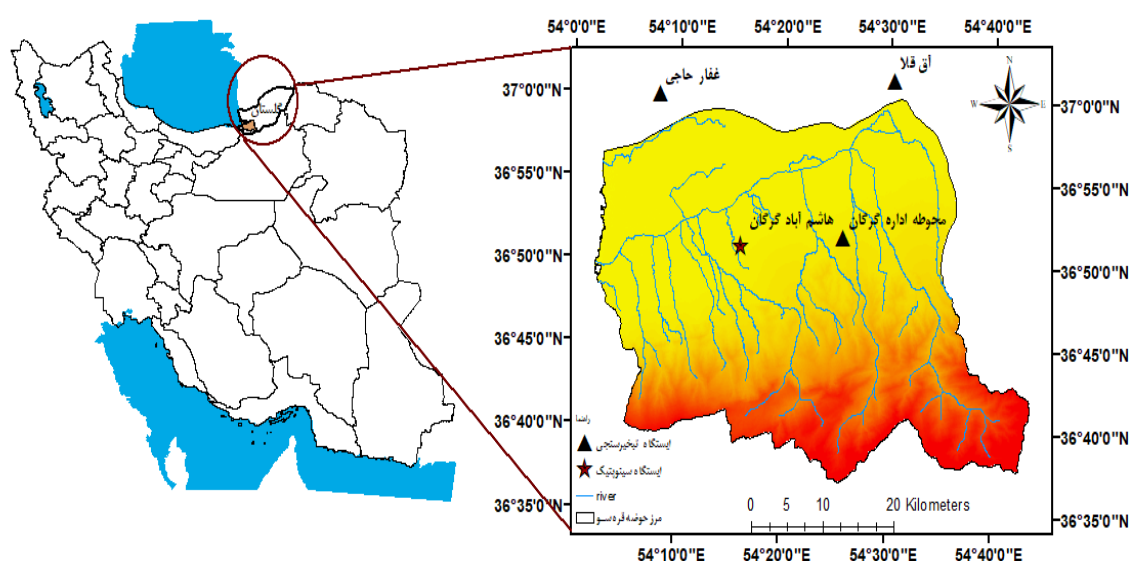 54°0'0"E 54°10'0"E 54°20'0"E 54°30'0"E 54°40'0"E
آق قلا
غفار حاجی
N
W E
S
گلستان
37°0'0"N
37°0'0"N
36°55'0"N
36°55'0"N
محوطه اداره گرگان
هاشم آباد گرگان
36°50'0"N
36°50'0"N
36°45'0"N
36°45'0"N
36°40'0"N
36°40'0"N
راهنما
ایستگاه تبخیرسنجی
ایستگاه سینوپتیک
river
مرز حوضه قره سو
0 5 10 20 Kilometers
36°35'0"N
36°35'0"N
54°10'0"E 54°20'0"E 54°30'0"E 54°40'0"E